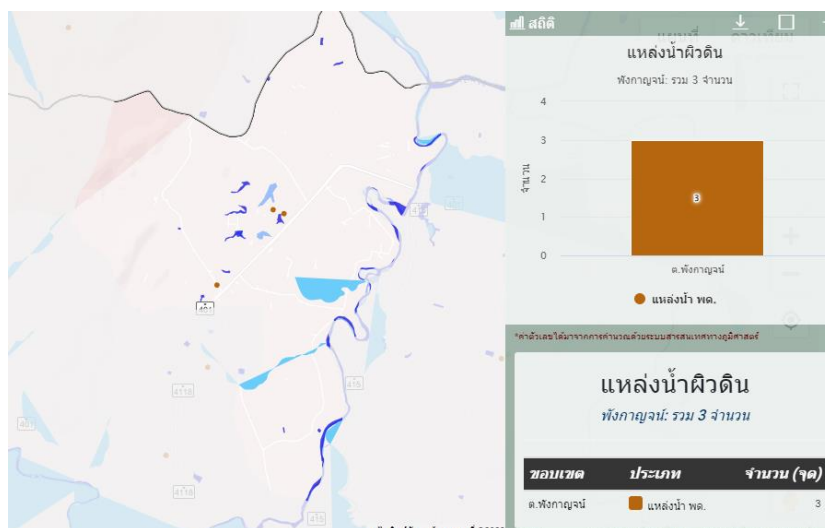 สถิติ
แหล่งน้ำผิวดิน
พังกาญจน์: รวม 3 จำนวน
4
3
2
1
0
จำนวน
3
ต.พังกาญจน์
แหล่งน้ำ พด.
*ค่าตัวเลขได้มาจากการคำนวณด้วยระบบสารสนเทศทางภูมิศาสตร์
แหล่งน้ำผิวดิน
พังกาญจน์: รวม 3 จำนวน
ขอบเขต ประเภท จำนวน (จุด)
ต.พังกาญจน์ แหล่งน้ำ พด. 3
401
415
4118
401
4118
415